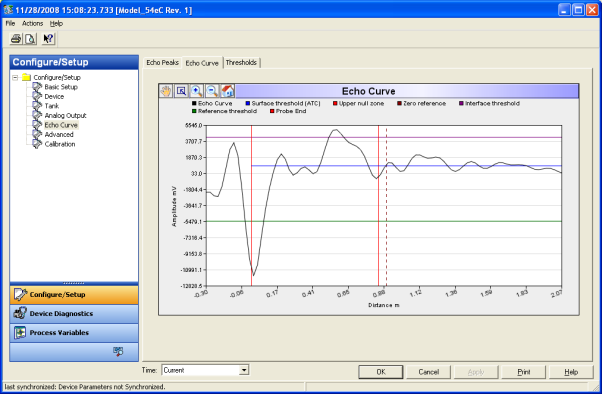 11/28/2008 15:08:23.733 [Model_54eC Rev. 1]
File Actions Help
Configure/Setup
Configure/Setup
Basic Setup
Device
Tank
Analog Output
Echo Curve
Advanced
Calibration
Configure/Setup
Device Diagnostics
Process Variables
Echo Peaks Echo Curve Thresholds
Echo Curve
Echo Curve Surface threshold (ATC) Upper null zone Zero reference Interface threshold
Reference threshold Probe End
Amplitude mV
5545.0
3707.7
1870.3
33.0
-1804.4
-3641.7
-5479.1
-7316.4
-9153.8
-10991.1
-12828.5
-0.30 -0.06 0.17 0.41 0.65 0.88 1.12 1.36 1.59 1.83 2.07
Distance m
Time: Current
OK Cancel Apply Print Help
last synchronized: Device Parameters not Synchronized.